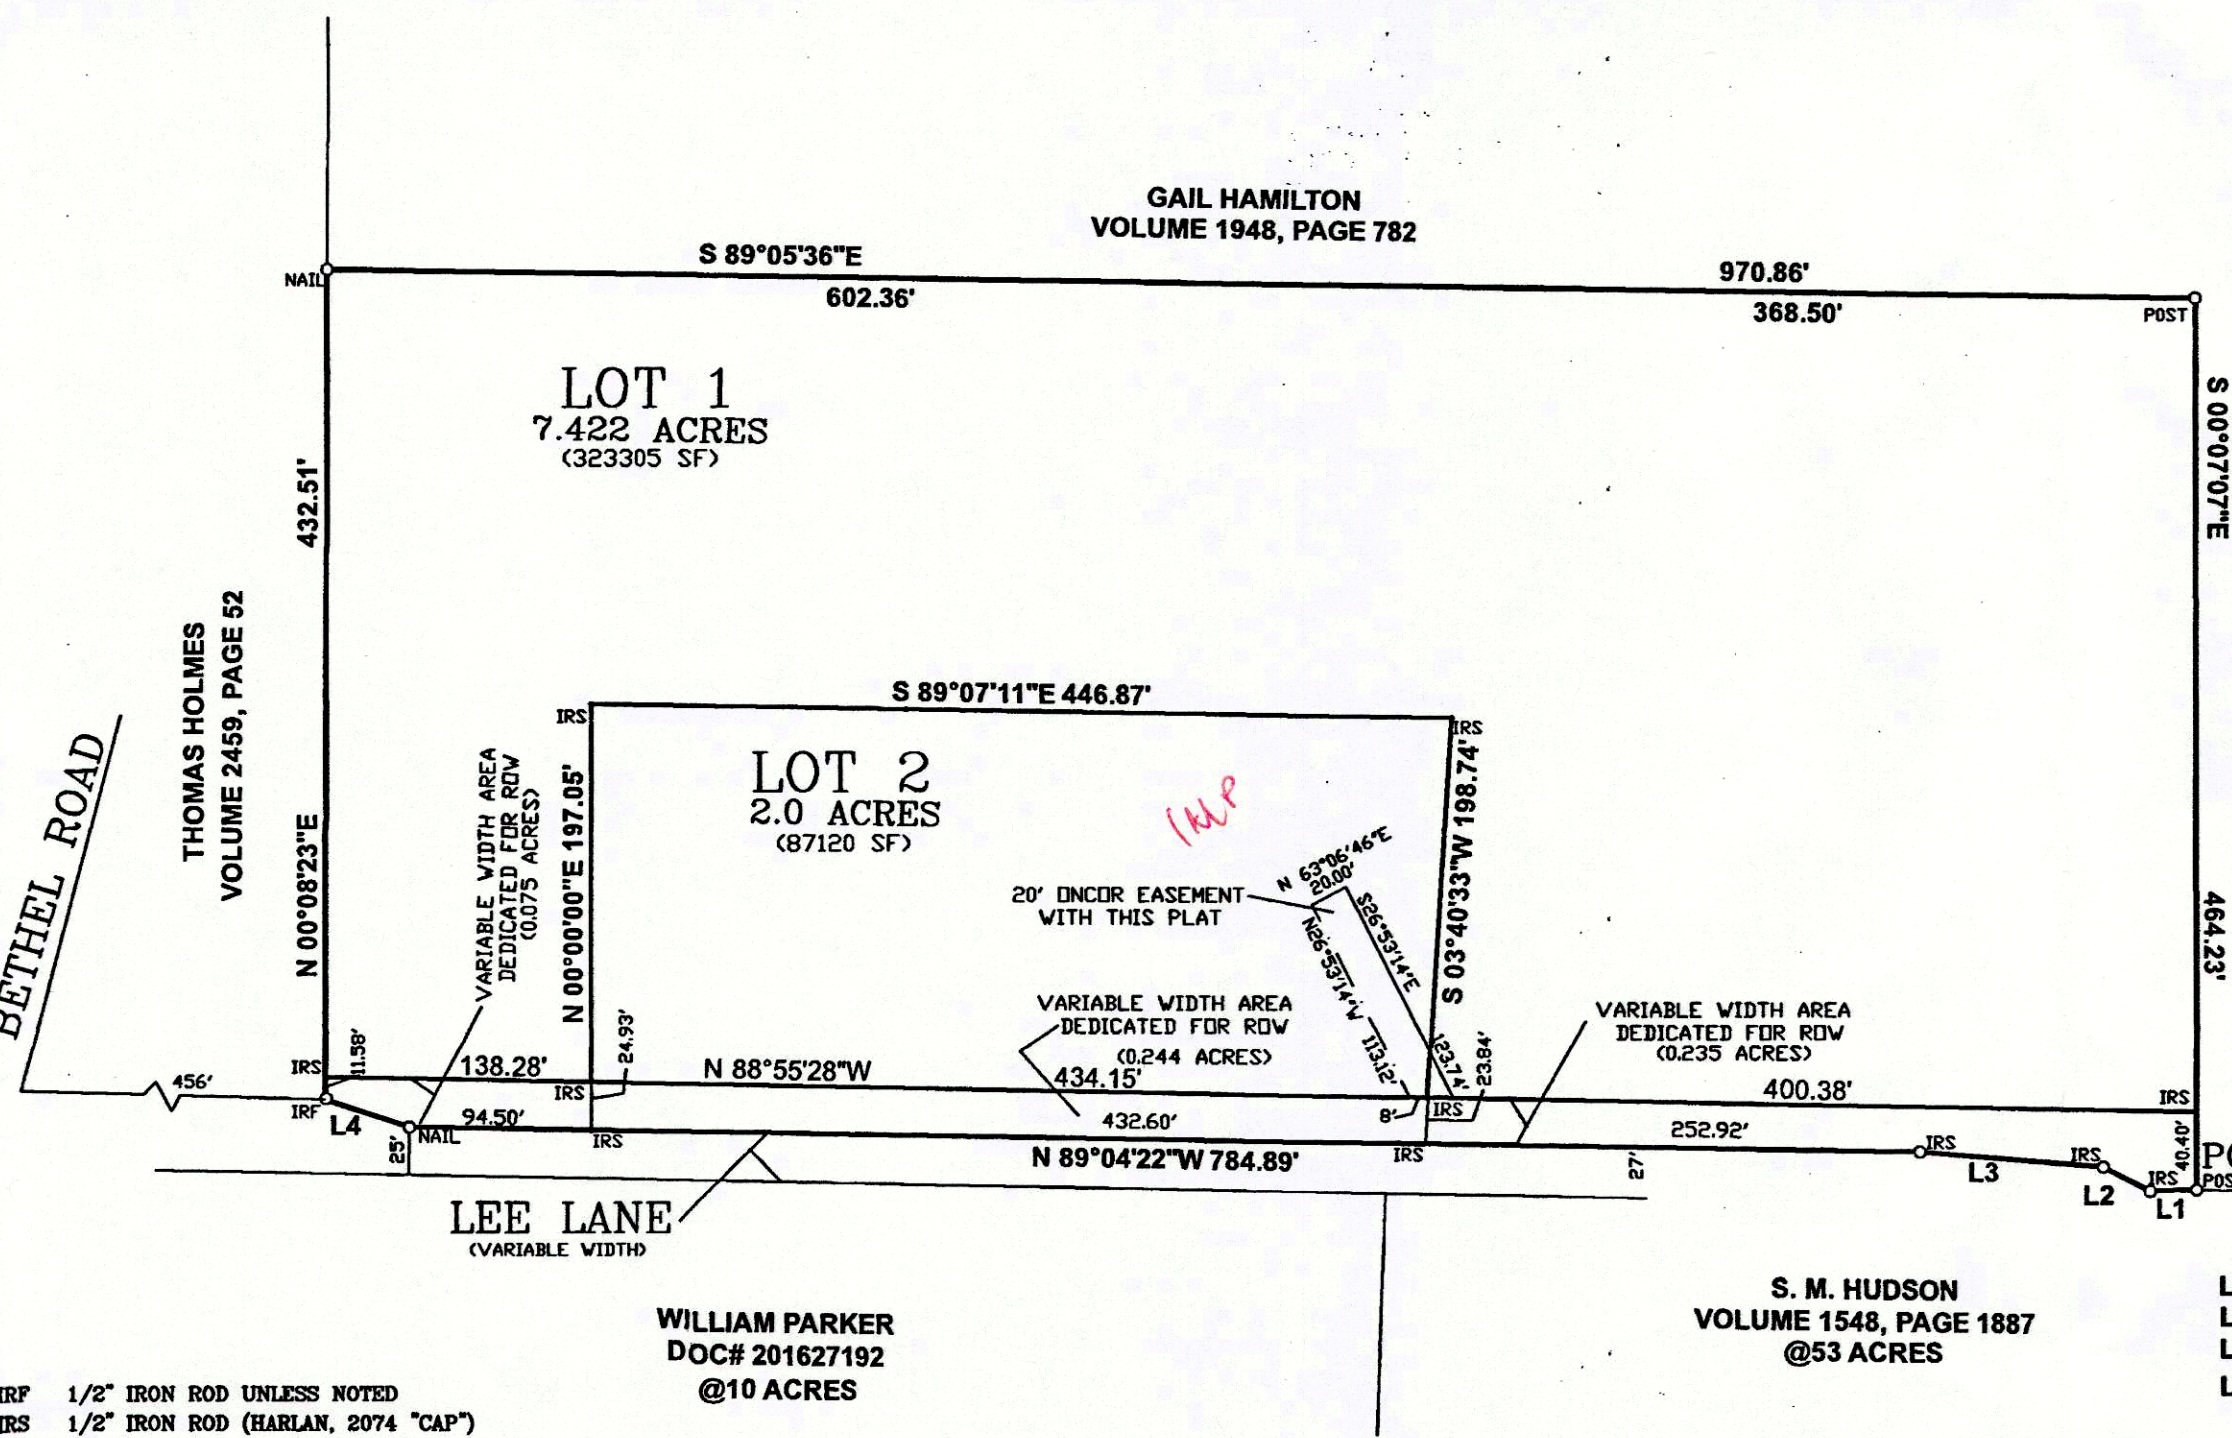 GAIL HAMILTON
VOLUME 1948, PAGE 782
S 89°05'36"E
970.86'
602.36'
368.50'
NAIL
POST
LOT 1
7.422 ACRES
(323305 SF)
432.51'
N 00°08'23"E
S 00°07'07"E
464.23'
THOMAS HOLMES
VOLUME 2459, PAGE 52
BETHEL ROAD
S 89°07'11"E 446.87'
IRS
IRS
LOT 2
2.0 ACRES
(87120 SF)
VARIABLE WIDTH AREA
DEDICATED FOR ROW
(0.075 ACRES)
N 00°00'00"E 197.05'
S 03°40'33"W 198.74'
20' ONCOR EASEMENT
WITH THIS PLAT
N 63°06'46"E
20.00'
S26°53'14"E
123.74'
N26°53'14"W
113.12'
VARIABLE WIDTH AREA
DEDICATED FOR ROW
(0.244 ACRES)
VARIABLE WIDTH AREA
DEDICATED FOR ROW
(0.235 ACRES)
IRS
11.58'
138.28'
IRS
24.93'
N 88°55'28"W
434.15'
8'
IRS
23.84'
400.38'
IRS
456'
IRF
L4
NAIL
25'
94.50'
IRS
432.60'
IRS
252.92'
27'
IRS
L3
IRS
L2
IRS
L1
40.40'
N 89°04'22"W 784.89'
LEE LANE
(VARIABLE WIDTH)
WILLIAM PARKER
DOC# 201627192
@10 ACRES
S. M. HUDSON
VOLUME 1548, PAGE 1887
@53 ACRES
IRF 1/2" IRON ROD UNLESS NOTED
IRS 1/2" IRON ROD (HARLAN, 2074 "CAP")